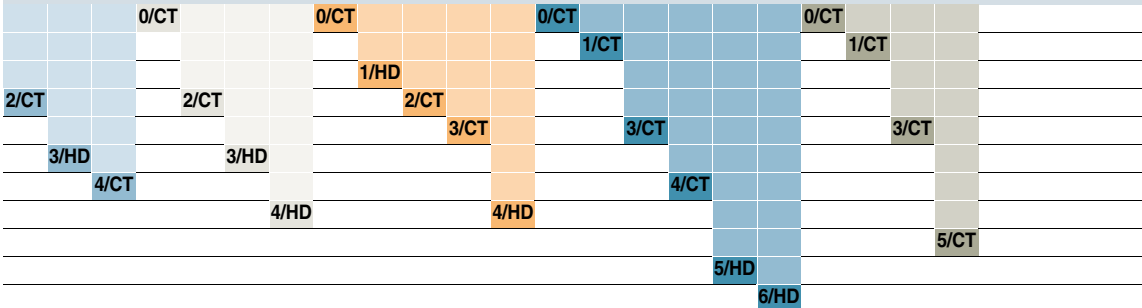 0/CT 0/CT 0/CT 0/CT
1/CT 1/CT
1/HD
2/CT 2/CT 2/CT
3/CT 3/CT 3/CT
3/HD 3/HD
4/CT 4/CT
4/HD 4/HD
5/CT
5/HD
6/HD